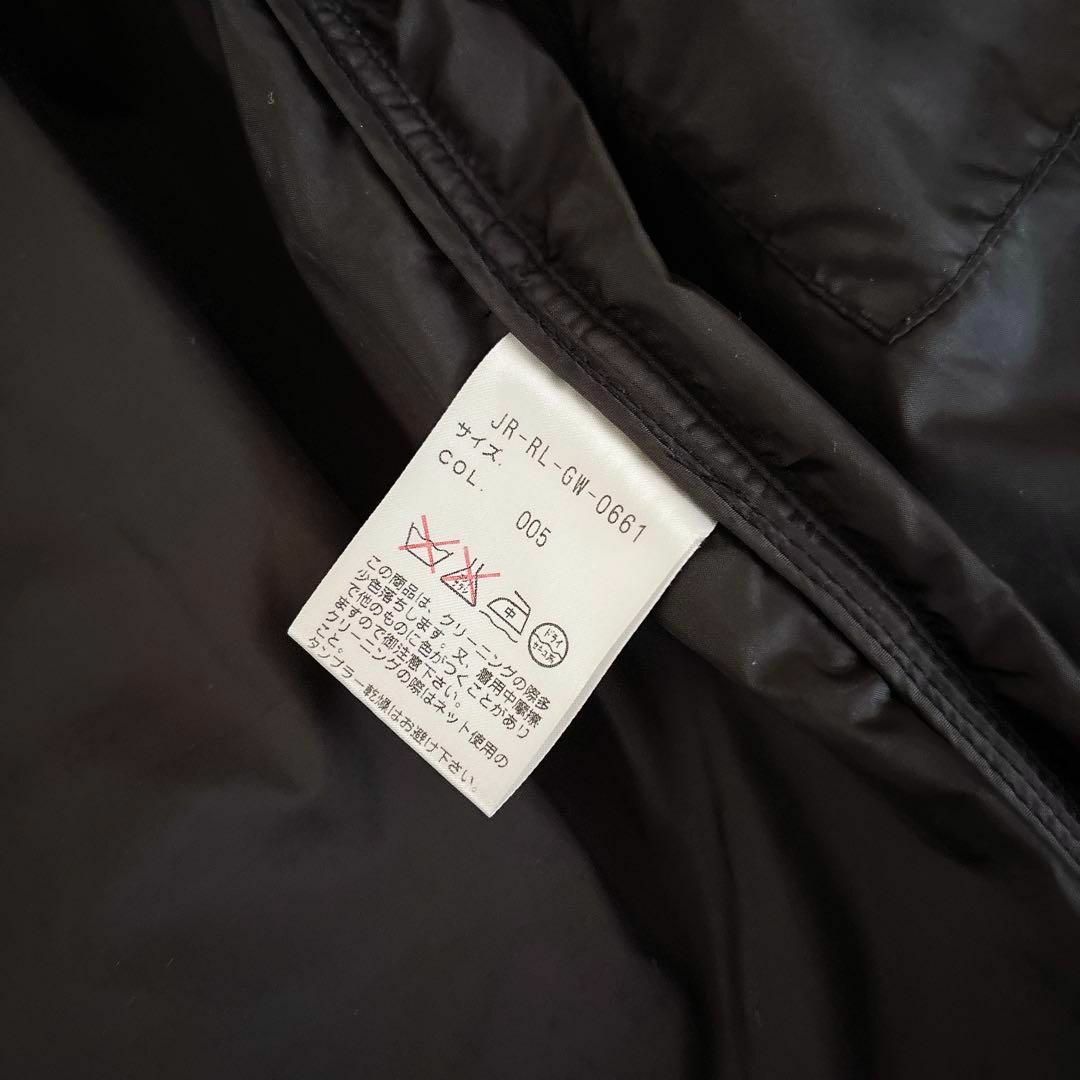 JR-RL-GW-0661
サイズ.
COL. 005
中
ドライ
セキユ系
この商品は、クリーニングの際多
少色落ちします。又、着用中摩擦
で他のものに色がつくことがあり
ますので御注意下さい。
クリーニングの際はネット使用の
こと。
タンブラー乾燥はお避け下さい。